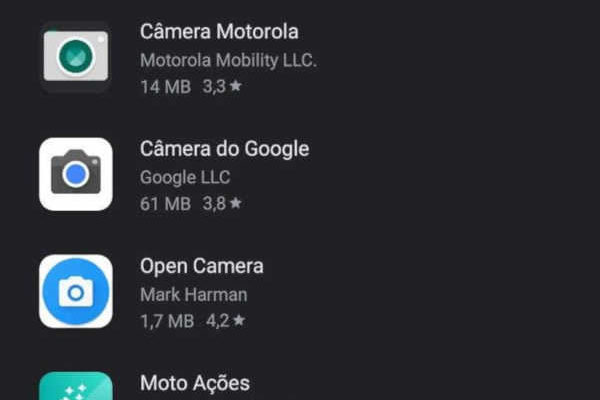 Câmera Motorola
Motorola Mobility LLC.
14 MB 3,3★
Câmera do Google
Google LLC
61 MB 3,8★
Open Camera
Mark Harman
1,7 MB 4,2★
Moto Ações